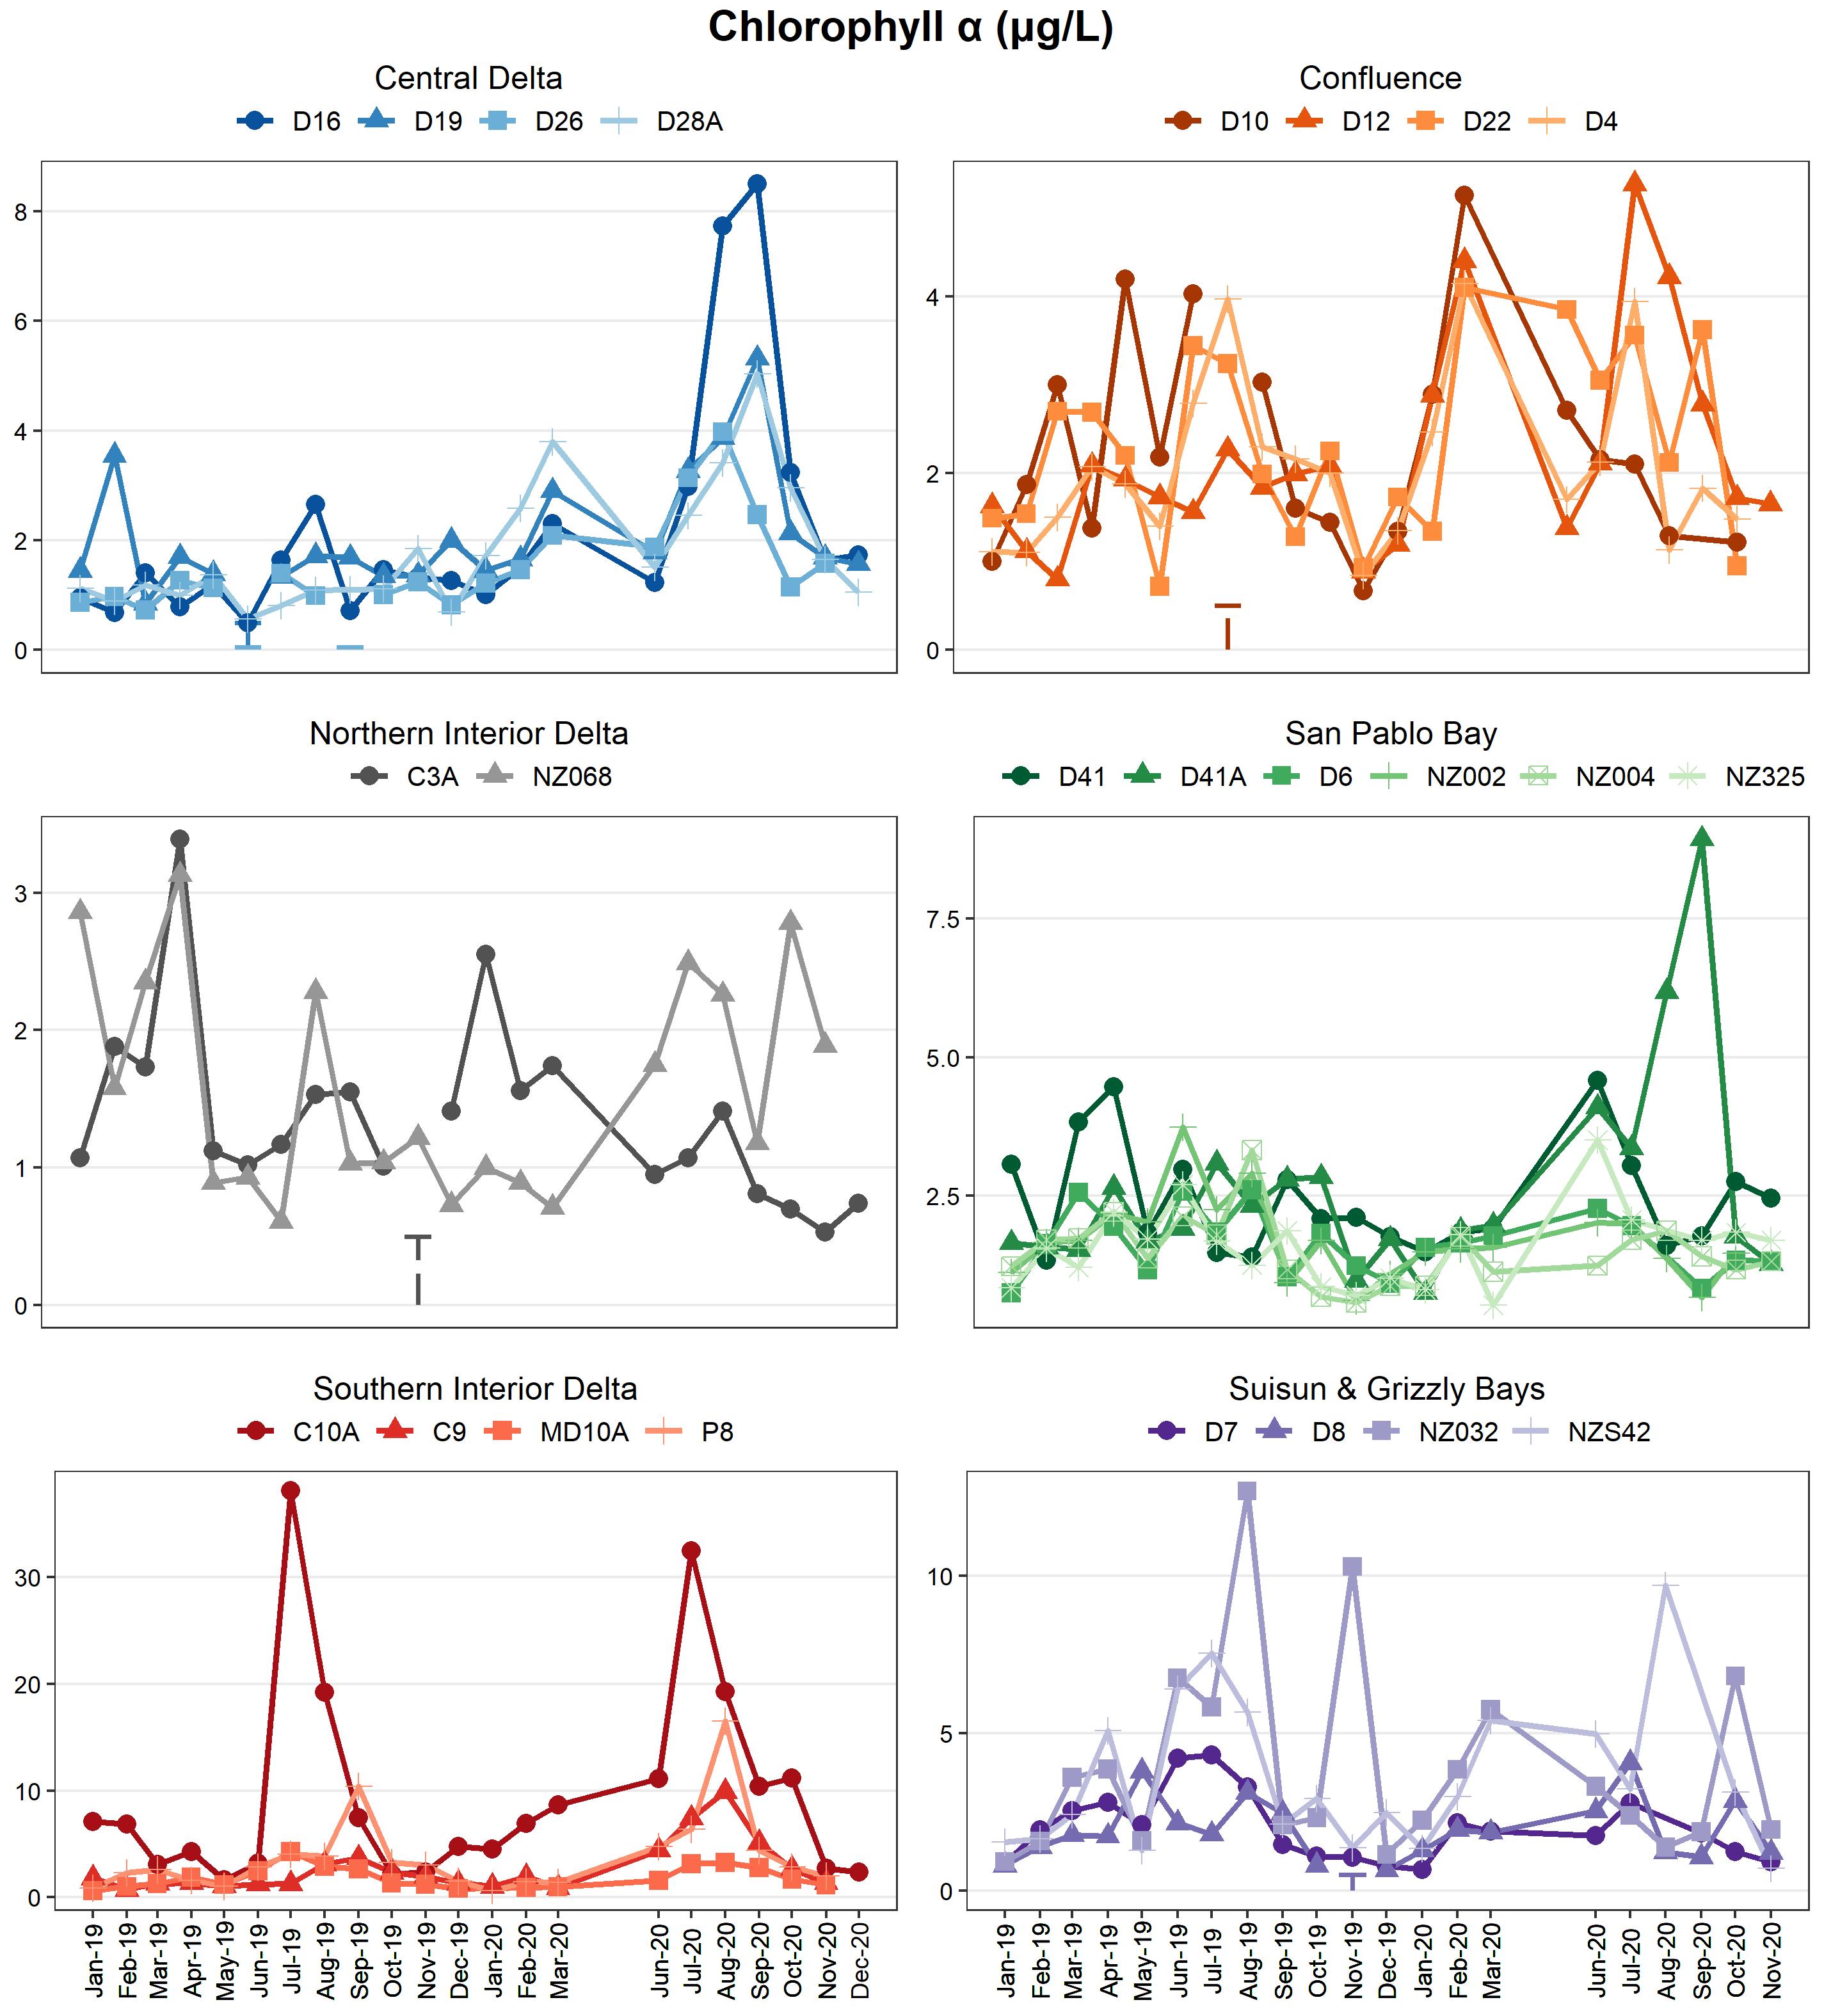 Chlorophyll α (µg/L)
Central Delta
D16 D19 D26 D28A
8
6
4
2
0
Confluence
D10 D12 D22 D4
4
2
0
Northern Interior Delta
C3A NZ068
3
2
1
0
San Pablo Bay
D41 D41A D6 NZ002 NZ004 NZ325
7.5
5.0
2.5
Southern Interior Delta
C10A C9 MD10A P8
30
20
10
0
Jan-19 Feb-19 Mar-19 Apr-19 May-19 Jun-19 Jul-19 Aug-19 Sep-19 Oct-19 Nov-19 Dec-19 Jan-20 Feb-20 Mar-20 Jun-20 Jul-20 Aug-20 Sep-20 Oct-20 Nov-20 Dec-20
Suisun & Grizzly Bays
D7 D8 NZ032 NZS42
10
5
0
Jan-19 Feb-19 Mar-19 Apr-19 May-19 Jun-19 Jul-19 Aug-19 Sep-19 Oct-19 Nov-19 Dec-19 Jan-20 Feb-20 Mar-20 Jun-20 Jul-20 Aug-20 Sep-20 Oct-20 Nov-20